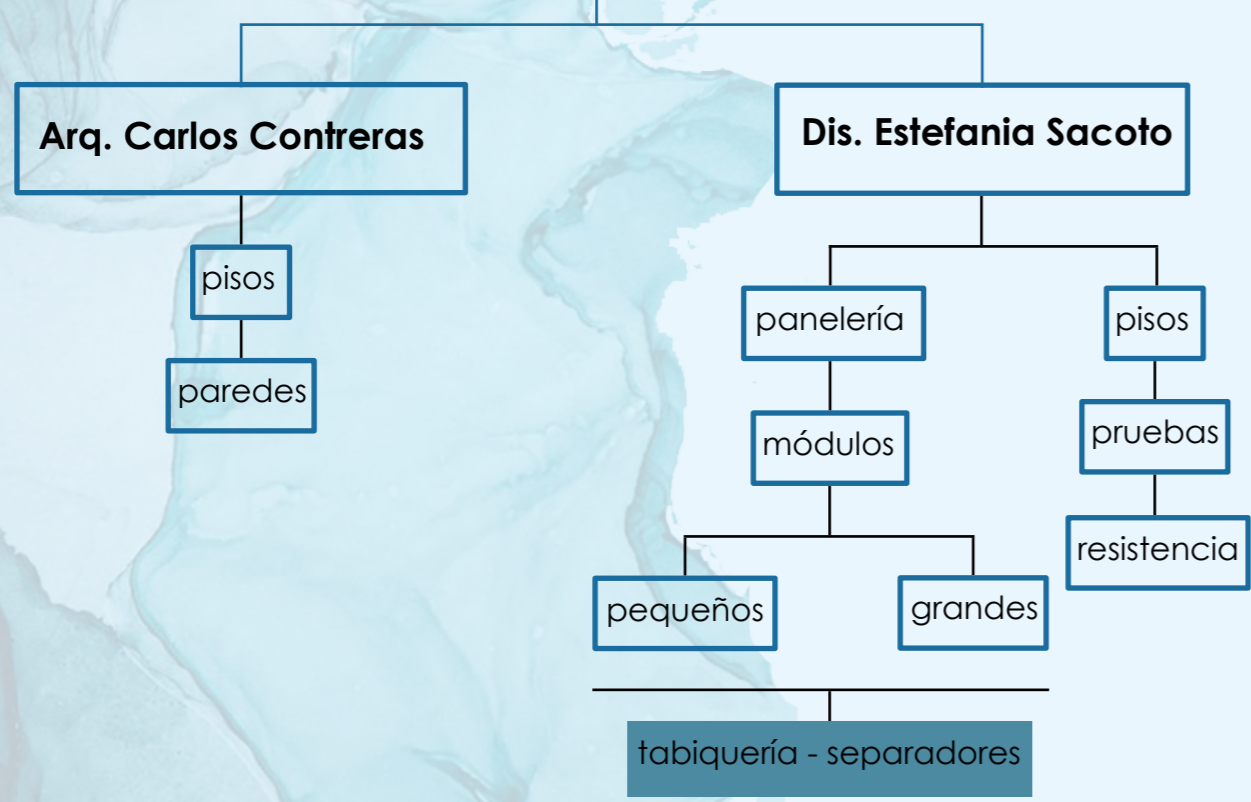 Arq. Carlos Contreras
pisos
paredes
Dis. Estefania Sacoto
panelería
módulos
pequeños
grandes
tabiquería - separadores
pisos
pruebas
resistencia